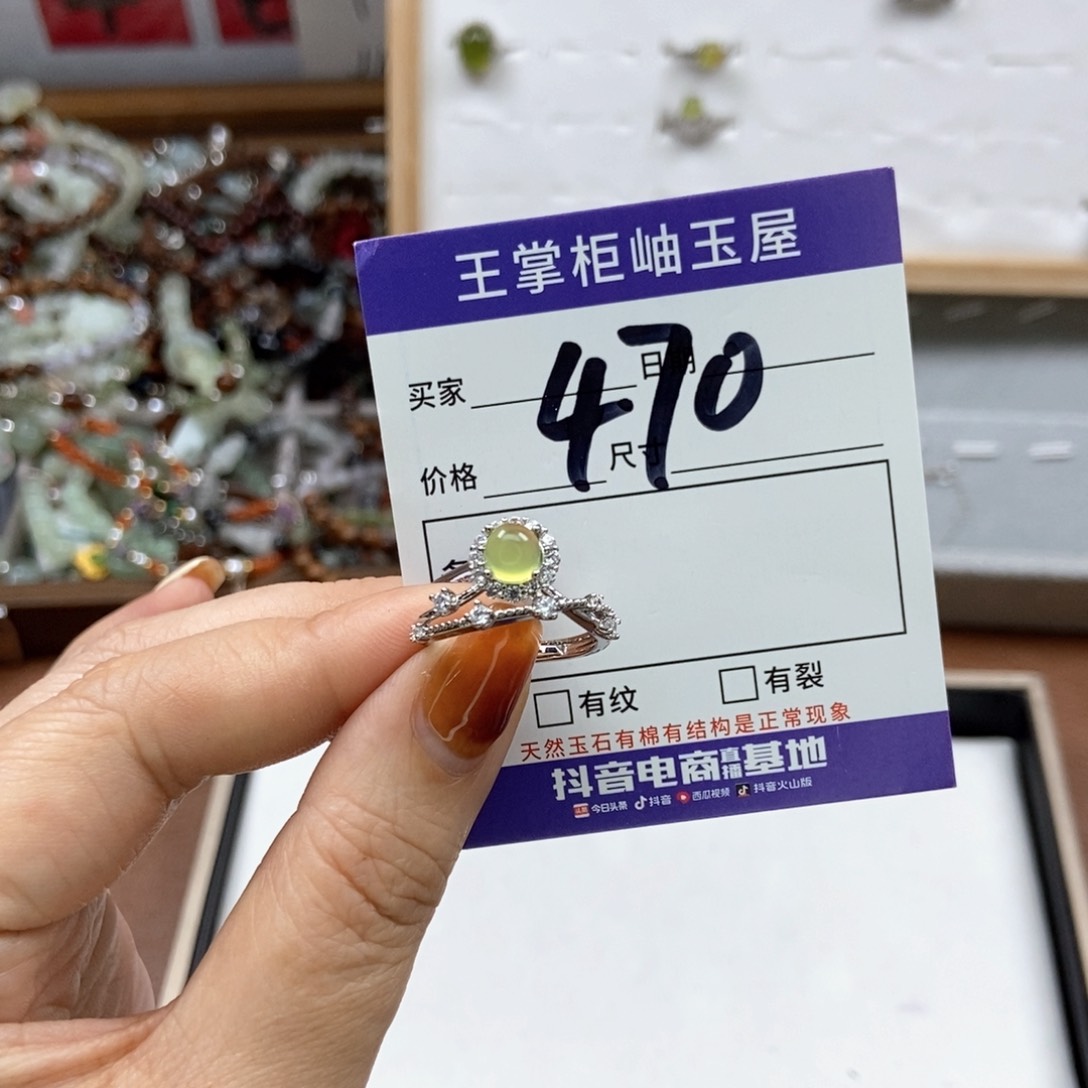 王掌柜岫玉屋
470
买家
价格 尺寸
有纹 有裂
天然玉石有棉有结构是正常现象
抖音电商直播基地
今日头条 抖音 西瓜视频 抖音火山版